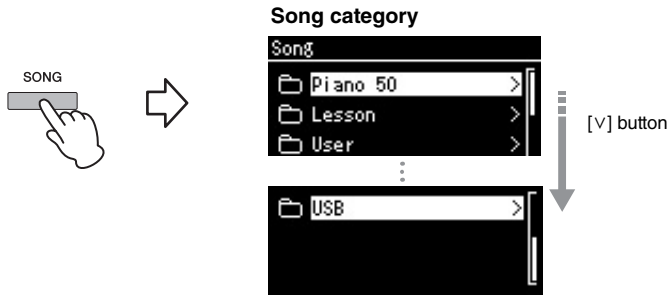 Song category
Song
SONG
Piano 50 >
Lesson >
User >
[∨] button
USB >